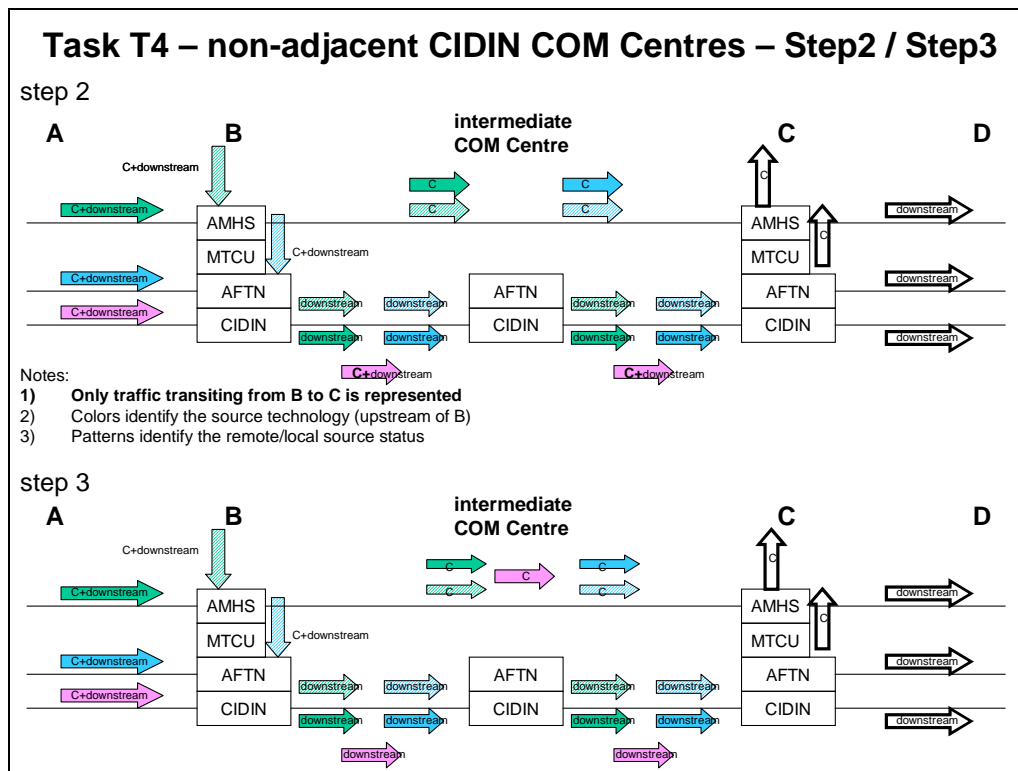 Task T4 – non-adjacent CIDIN COM Centres – Step2 / Step3
step 2
A
B
intermediate
COM Centre
C
D
C+downstream
C
C
C
C
C
C+downstream
AMHS
AMHS
downstream
MTCU
C+downstream
MTCU
C
C+downstream
AFTN
AFTN
AFTN
downstream
C+downstream
downstream
downstream
downstream
downstream
CIDIN
CIDIN
CIDIN
downstream
downstream
downstream
downstream
downstream
C+downstream
C+downstream
Notes:
1) Only traffic transiting from B to C is represented
2) Colors identify the source technology (upstream of B)
3) Patterns identify the remote/local source status
step 3
A
B
intermediate
COM Centre
C
D
C+downstream
C
C
C
C
C
C
C+downstream
AMHS
AMHS
downstream
MTCU
C+downstream
MTCU
C
C+downstream
AFTN
AFTN
AFTN
downstream
C+downstream
downstream
downstream
downstream
downstream
CIDIN
CIDIN
CIDIN
downstream
downstream
downstream
downstream
downstream
downstream
downstream